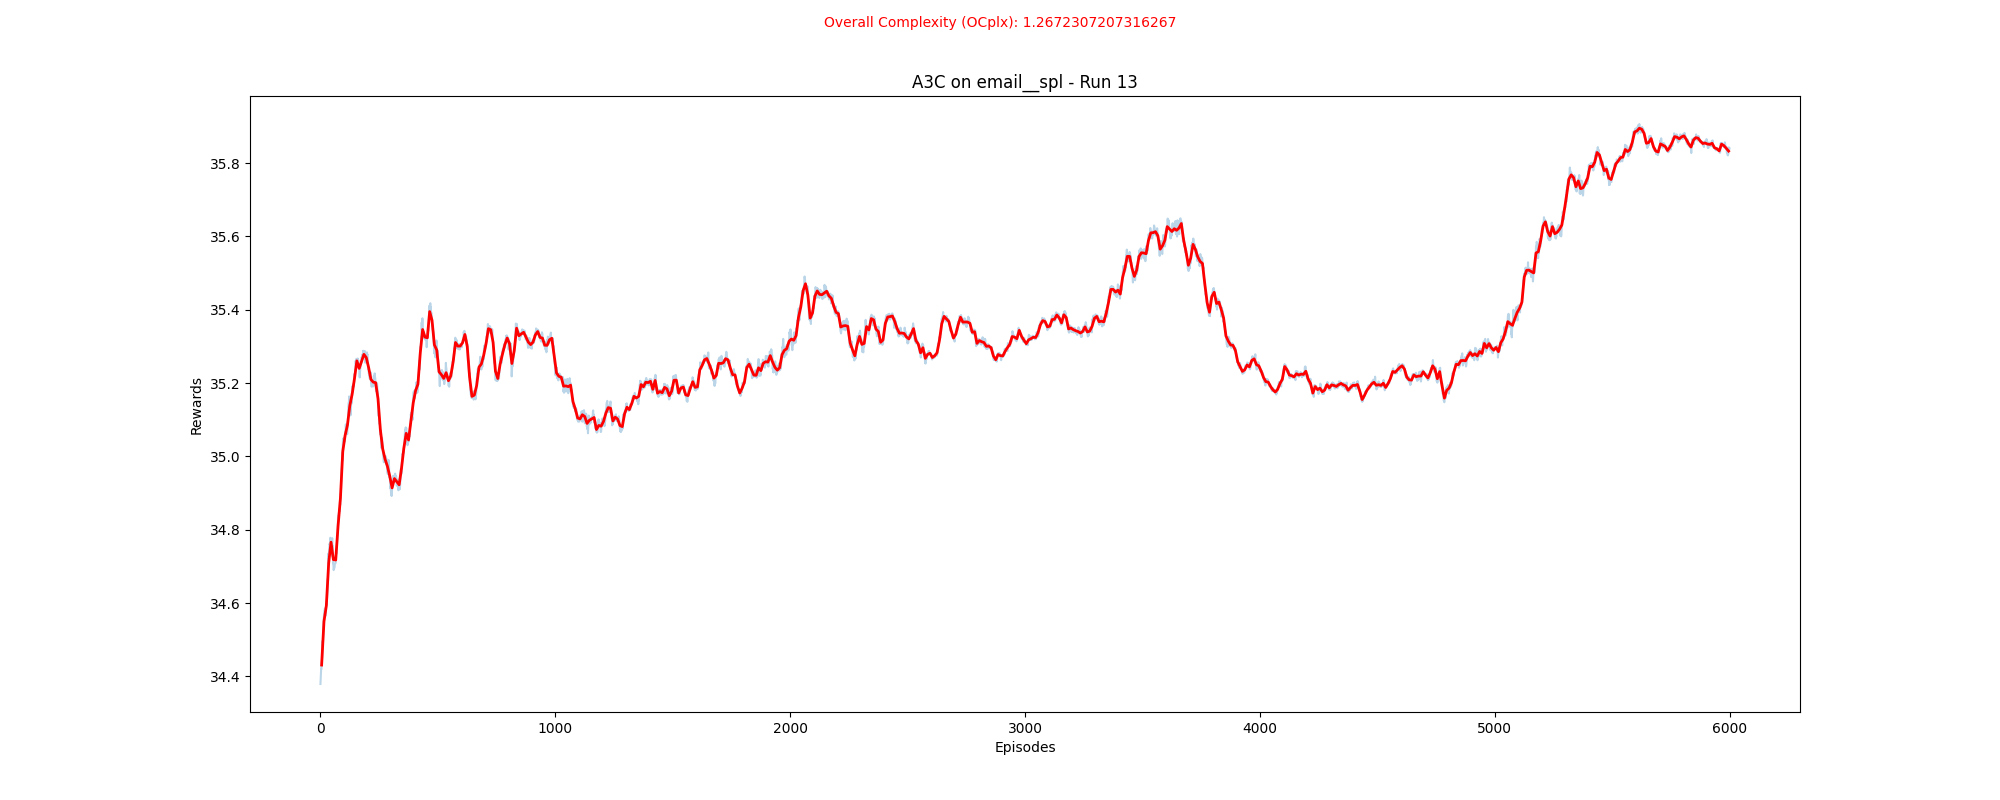 Overall Complexity (OCplx): 1.2672307207316267
A3C on email__spl - Run 13
Rewards
35.8
35.6
35.4
35.2
35.0
34.8
34.6
34.4
0 1000 2000 3000 4000 5000 6000
Episodes